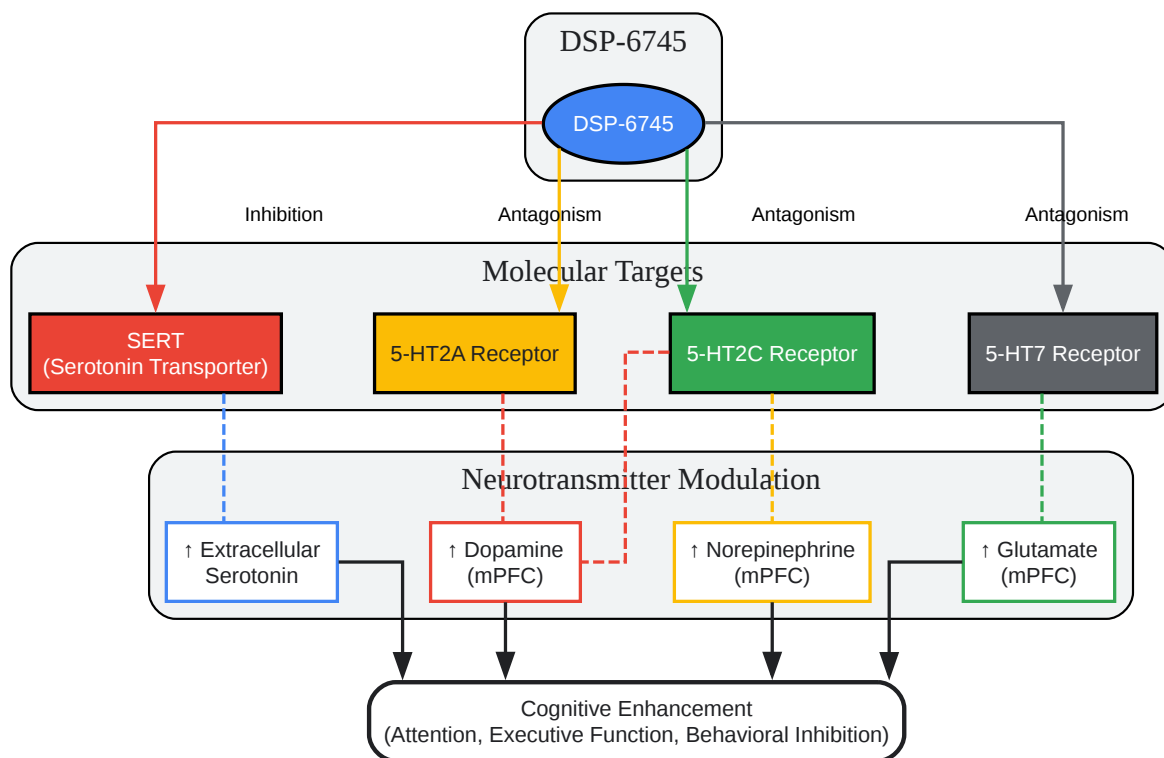 DSP-6745
DSP-6745
Inhibition
Antagonism
Antagonism
Antagonism
Molecular Targets
SERT
(Serotonin Transporter)
5-HT2A Receptor
5-HT2C Receptor
5-HT7 Receptor
Neurotransmitter Modulation
↑ Extracellular
Serotonin
↑ Dopamine
(mPFC)
↑ Norepinephrine
(mPFC)
↑ Glutamate
(mPFC)
Cognitive Enhancement
(Attention, Executive Function, Behavioral Inhibition)